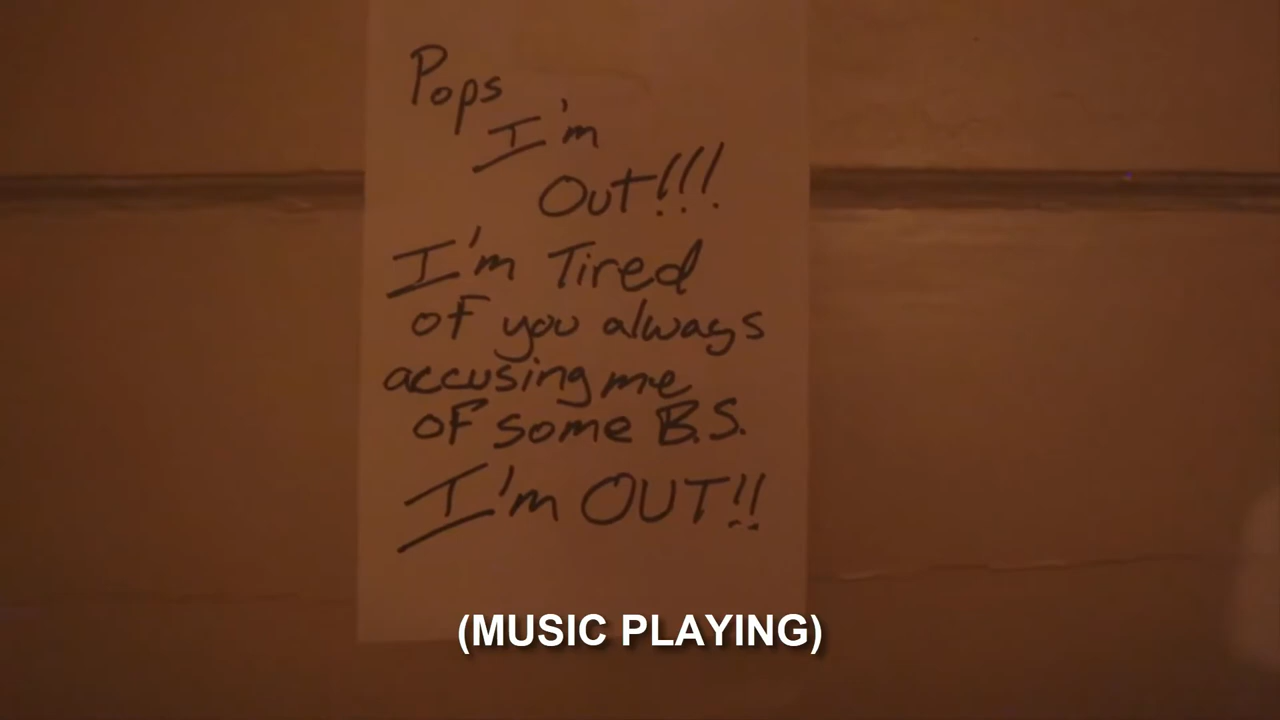 Pops
I'm
Out!!!
I'm Tired
of you always
accusing me
of some B.S.
I'm OUT!!
(MUSIC PLAYING)